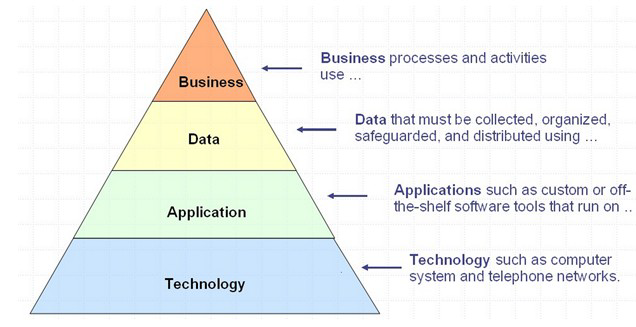 Business
Business processes and activities
use ...
Data
Data that must be collected, organized,
safeguarded, and distributed using ...
Application
Applications such as custom or off-
the-shelf software tools that run on ..
Technology
Technology such as computer
system and telephone networks.